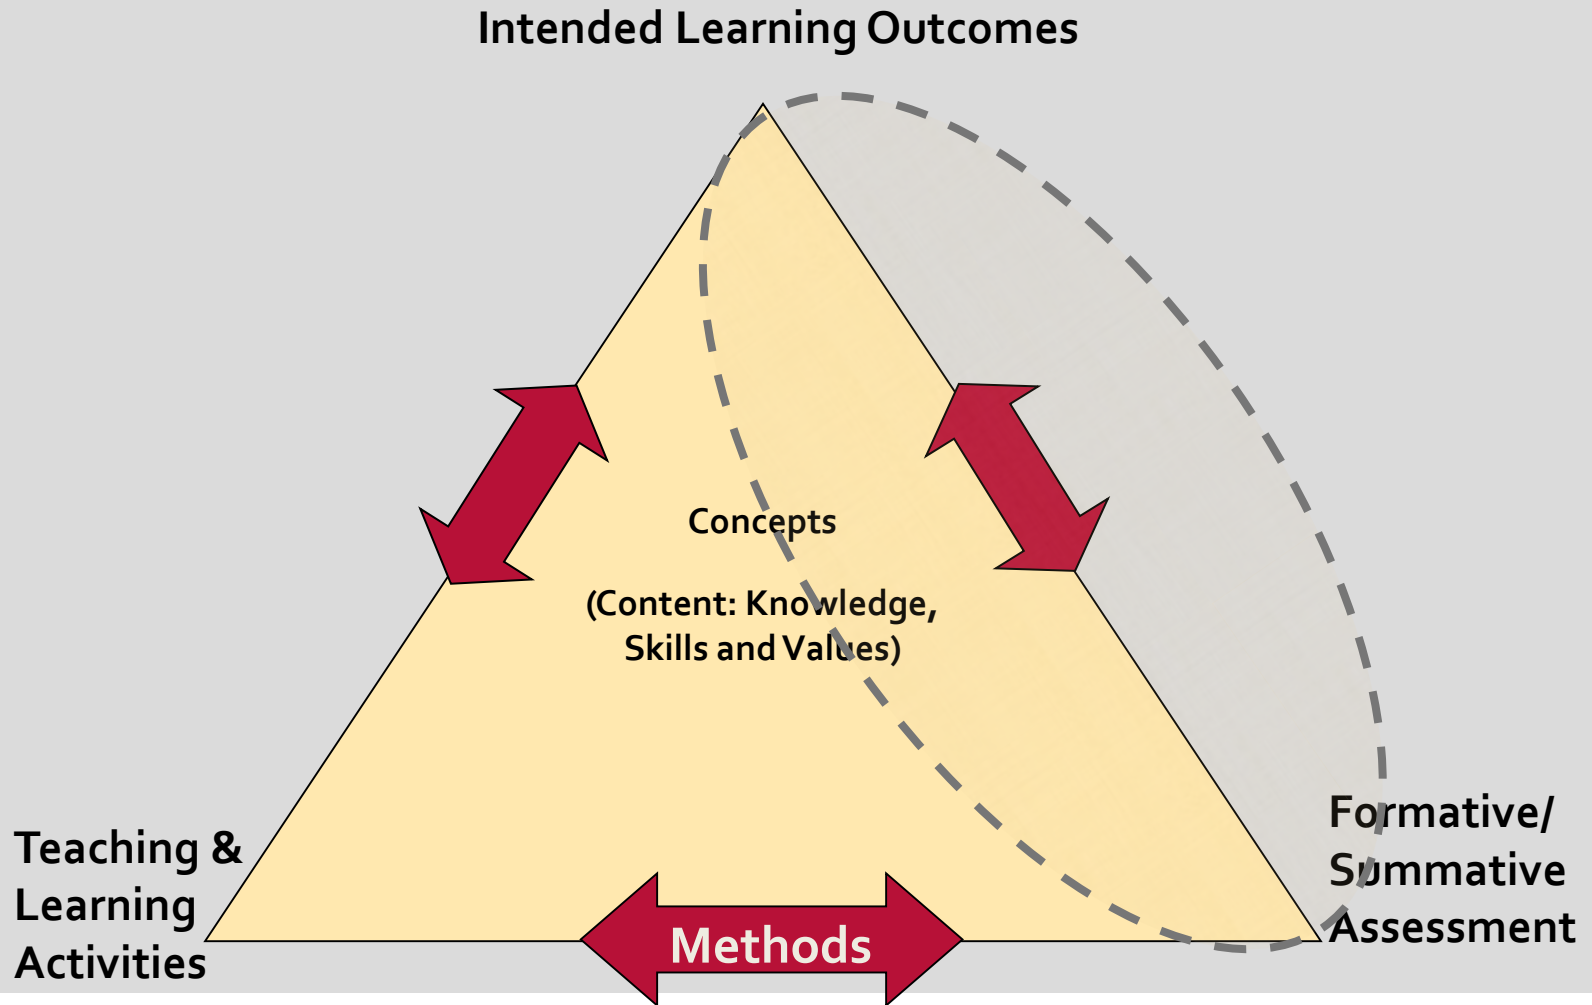 Intended Learning Outcomes
Concepts
(Content: Knowledge,
Skills and Values)
Teaching &
Learning
Activities
Formative/
Summative
Assessment
Methods